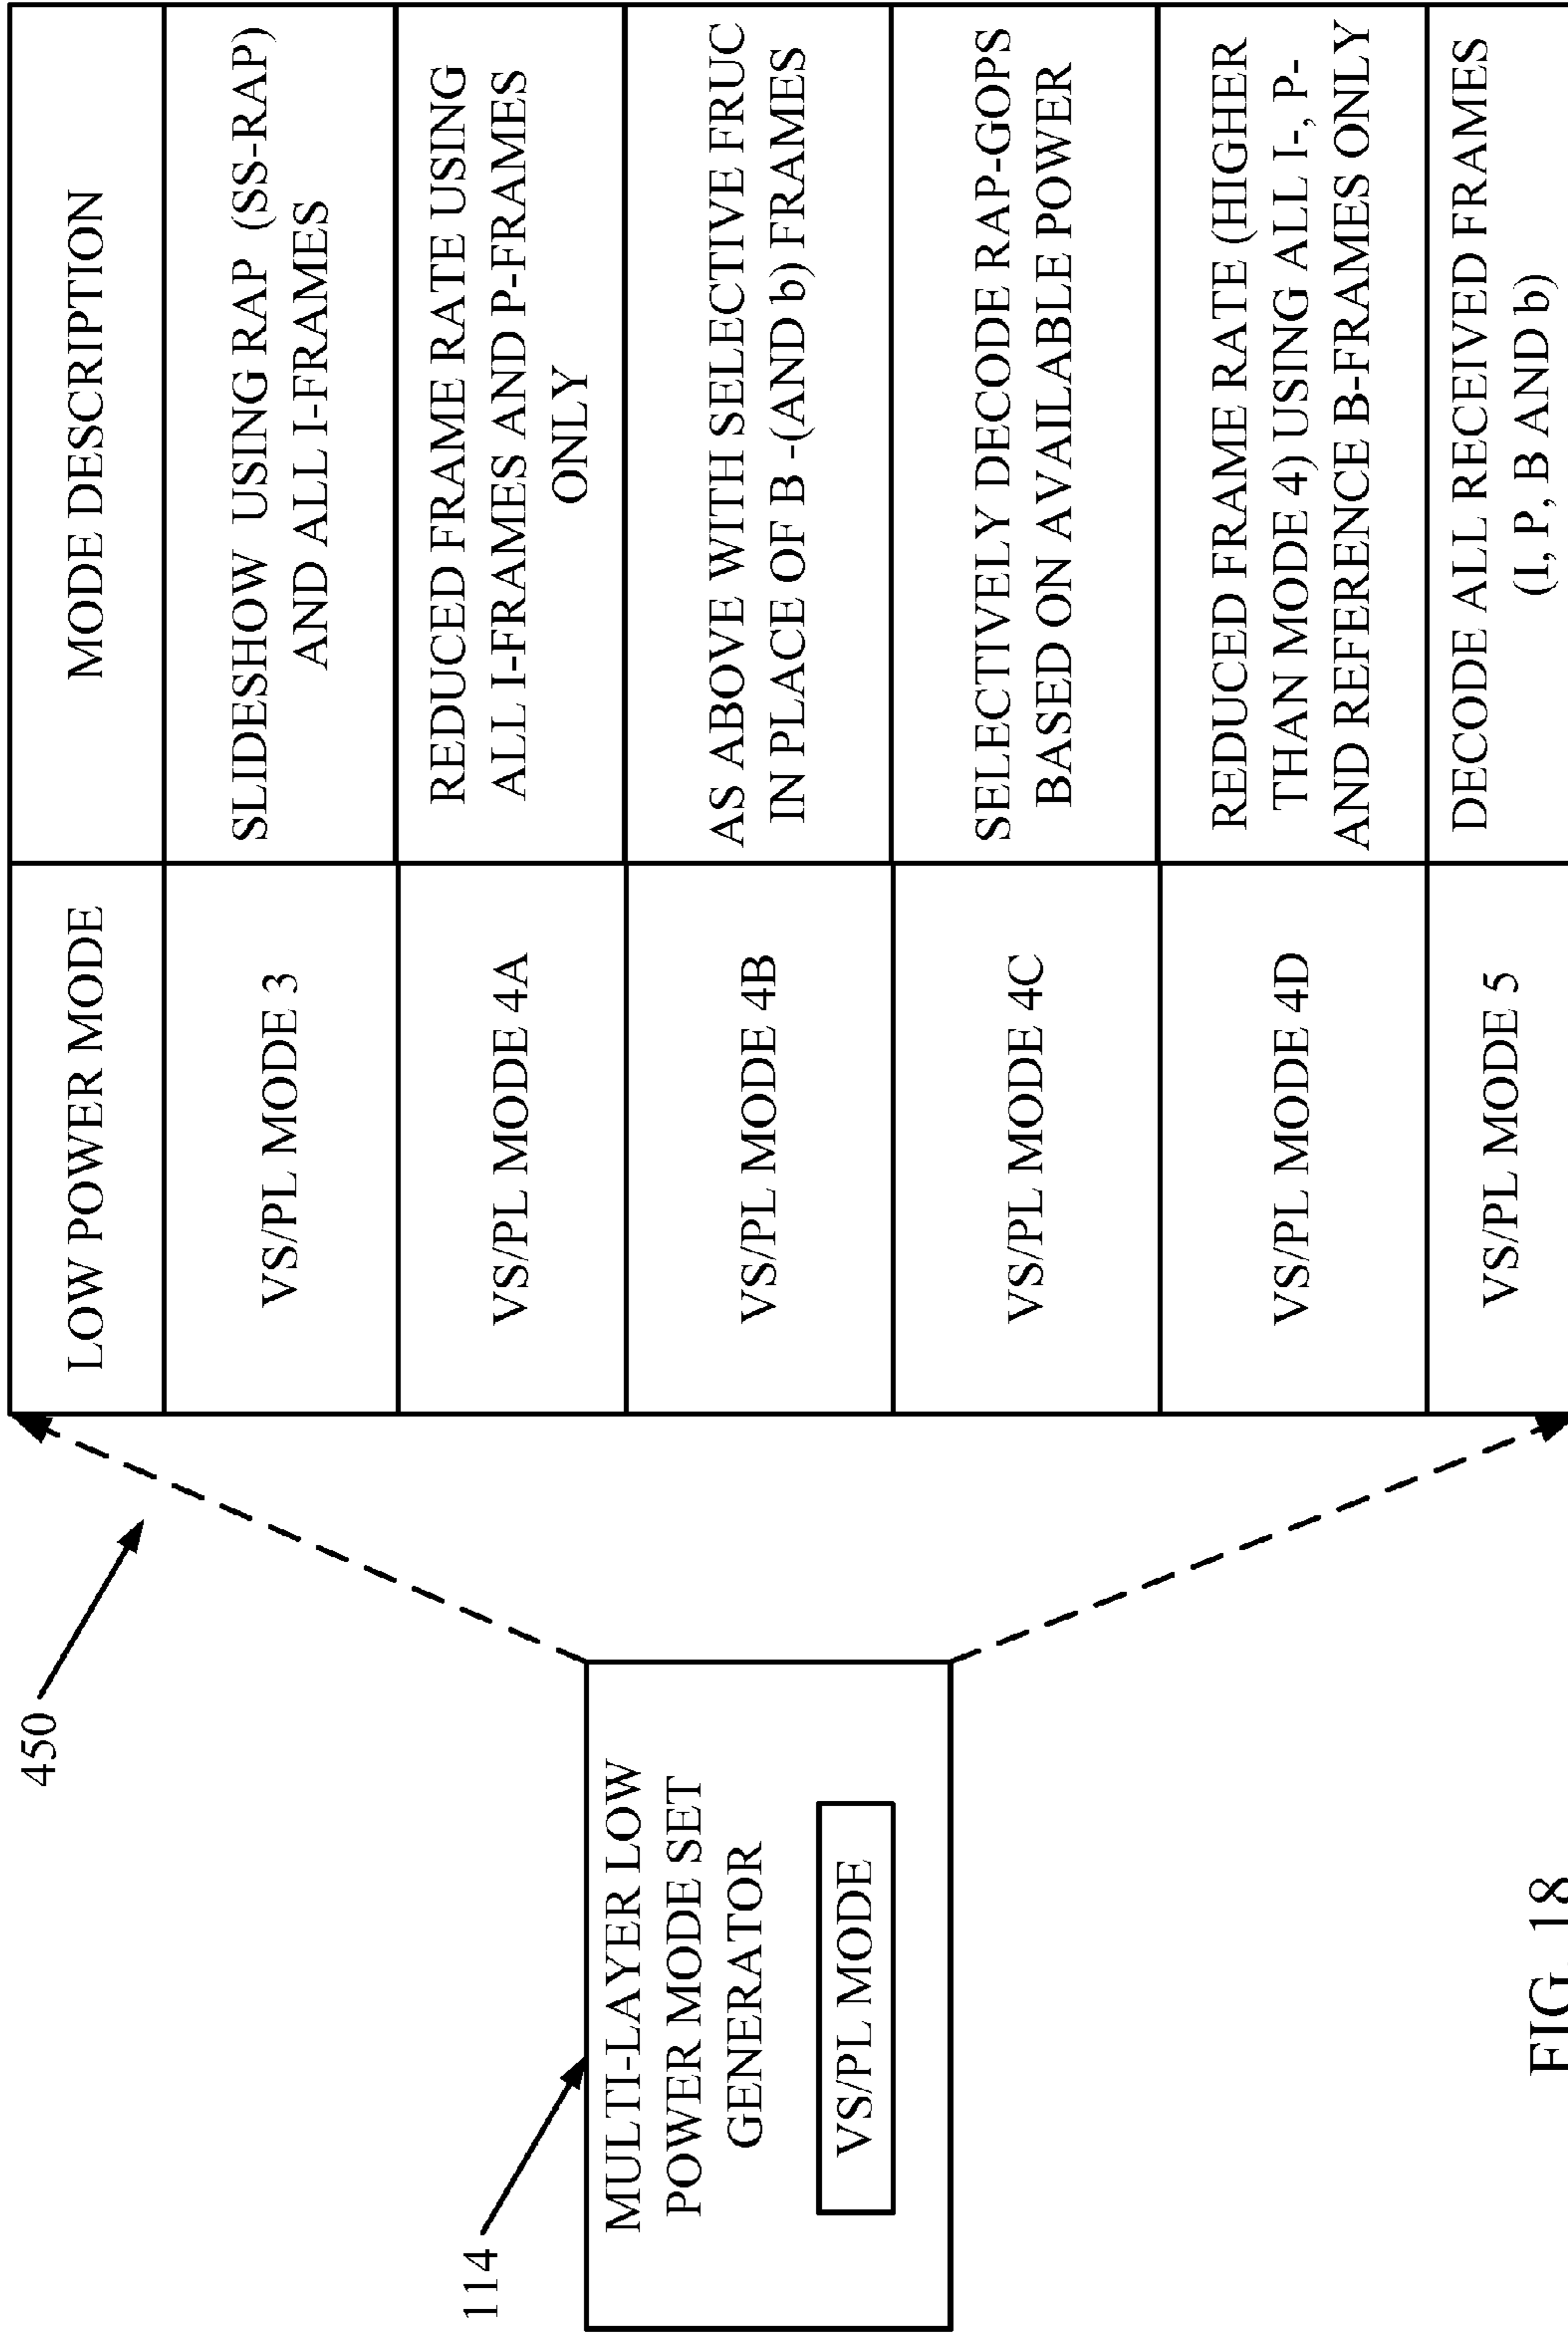 450
114
MULTI-LAYER LOW
POWER MODE SET
GENERATOR
VS/PL MODE
LOW POWER MODE
MODE DESCRIPTION
VS/PL MODE 3
SLIDESHOW USING RAP (SS-RAP)
AND ALL I-FRAMES
VS/PL MODE 4A
REDUCED FRAME RATE USING
ALL I-FRAMES AND P-FRAMES
ONLY
VS/PL MODE 4B
AS ABOVE WITH SELECTIVE FRUC
IN PLACE OF B -(AND b) FRAMES
VS/PL MODE 4C
SELECTIVELY DECODE RAP-GOPS
BASED ON AVAILABLE POWER
VS/PL MODE 4D
REDUCED FRAME RATE (HIGHER
THAN MODE 4) USING ALL I-, P-
AND REFERENCE B-FRAMES ONLY
VS/PL MODE 5
DECODE ALL RECEIVED FRAMES
(I, P, B AND b)
FIG. 18